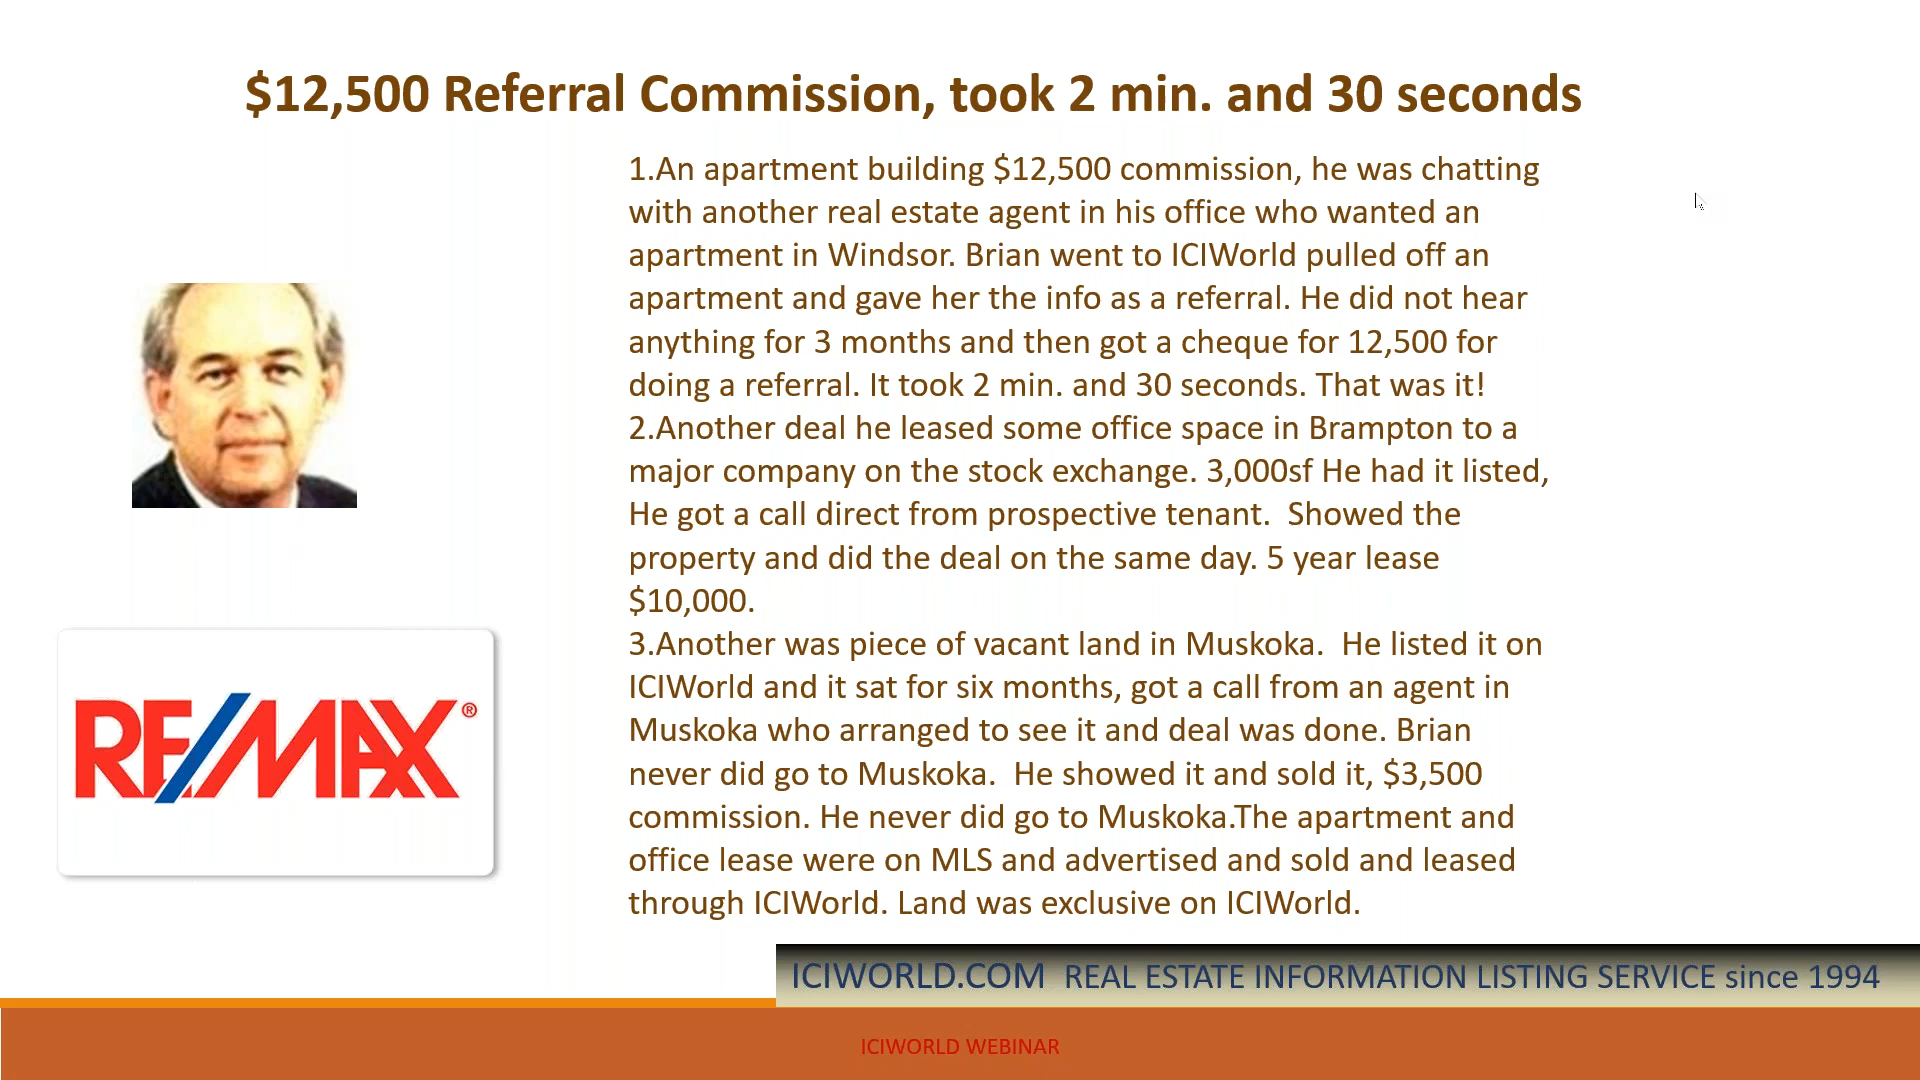 $12,500 Referral Commission, took 2 min. and 30 seconds
1.An apartment building $12,500 commission, he was chatting
with another real estate agent in his office who wanted an
apartment in Windsor. Brian went to ICIWorld pulled off an
apartment and gave her the info as a referral. He did not hear
anything for 3 months and then got a cheque for 12,500 for
doing a referral. It took 2 min. and 30 seconds. That was it!
2.Another deal he leased some office space in Brampton to a
major company on the stock exchange. 3,000sf He had it listed,
He got a call direct from prospective tenant.  Showed the
property and did the deal on the same day. 5 year lease
$10,000.
3.Another was piece of vacant land in Muskoka.  He listed it on
ICIWorld and it sat for six months, got a call from an agent in
Muskoka who arranged to see it and deal was done. Brian
never did go to Muskoka.  He showed it and sold it, $3,500
commission. He never did go to Muskoka.The apartment and
office lease were on MLS and advertised and sold and leased
through ICIWorld. Land was exclusive on ICIWorld.
RE/MAX®
ICIWORLD.COM  REAL ESTATE INFORMATION LISTING SERVICE since 1994
ICIWORLD WEBINAR